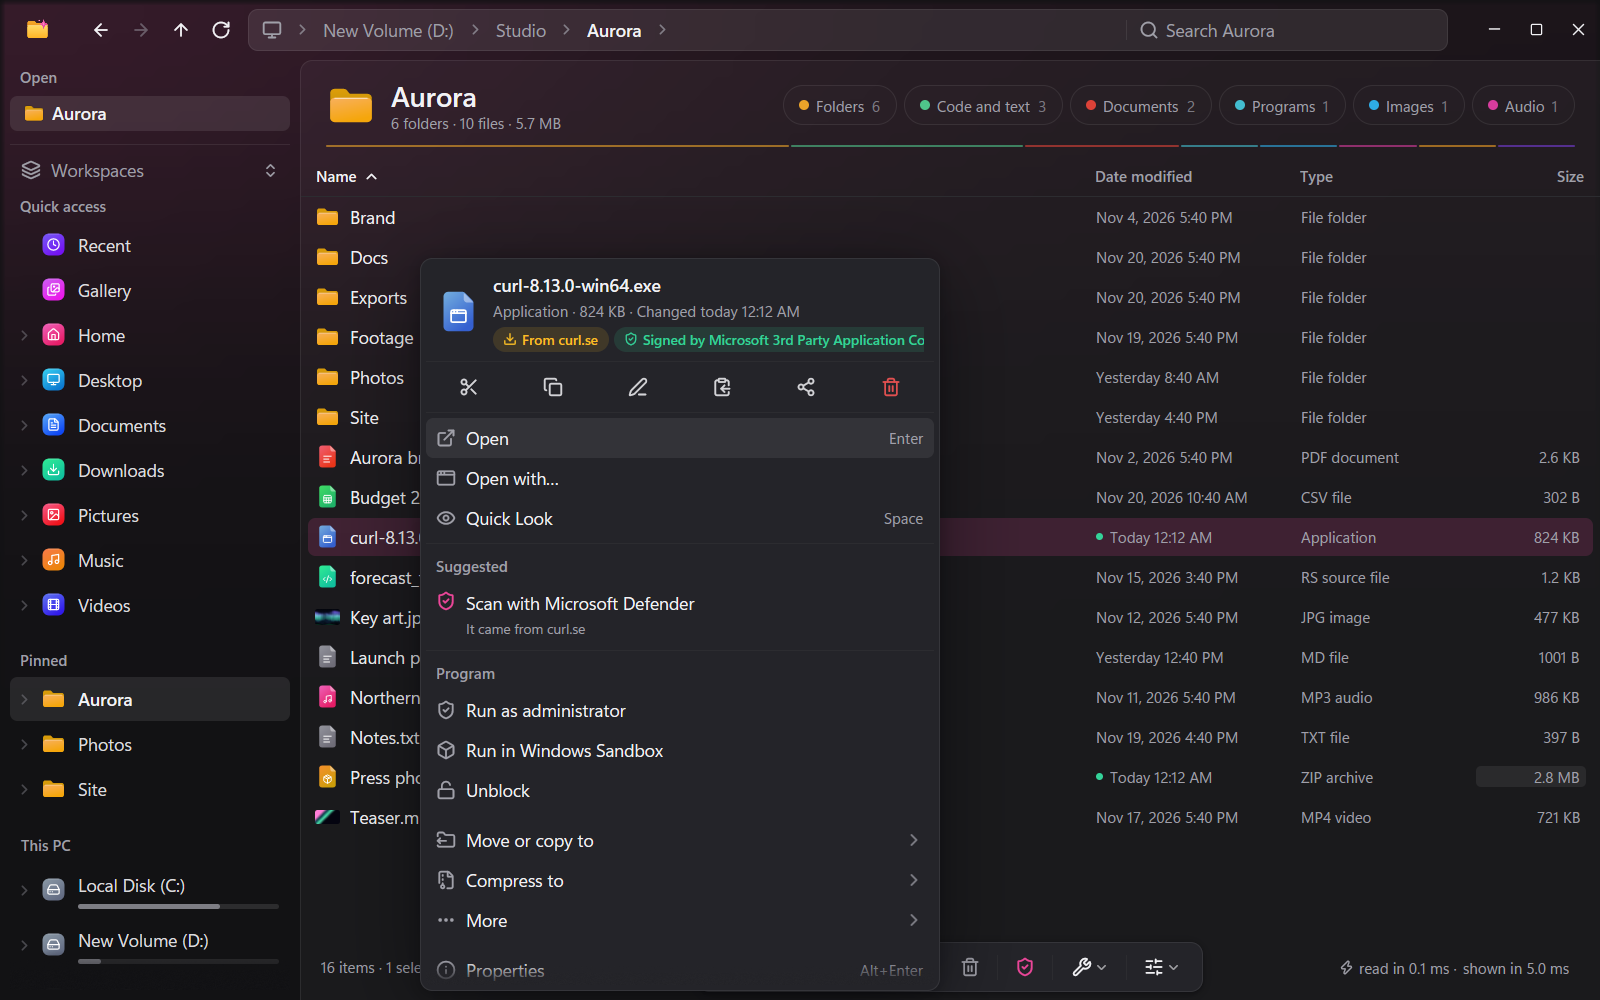 New Volume (D:) Studio Aurora Search Aurora
Open
Aurora
Workspaces
Quick access
Recent
Gallery
Home
Desktop
Documents
Downloads
Pictures
Music
Videos
Pinned
Aurora
Photos
Site
This PC
Local Disk (C:)
New Volume (D:)
Aurora
6 folders · 10 files · 5.7 MB
Folders 6 Code and text 3 Documents 2 Programs 1 Images 1 Audio 1
Name Date modified Type Size
Brand Nov 4, 2026 5:40 PM File folder
Docs Nov 20, 2026 5:40 PM File folder
Exports Nov 20, 2026 5:40 PM File folder
Footage Nov 19, 2026 5:40 PM File folder
Photos Yesterday 8:40 AM File folder
Site Yesterday 4:40 PM File folder
Aurora br Nov 2, 2026 5:40 PM PDF document 2.6 KB
Budget 2 Nov 20, 2026 10:40 AM CSV file 302 B
curl-8.13.0 Today 12:12 AM Application 824 KB
forecast_ Nov 15, 2026 3:40 PM RS source file 1.2 KB
Key art.jp Nov 12, 2026 5:40 PM JPG image 477 KB
Launch p Yesterday 12:40 PM MD file 1001 B
Northern Nov 11, 2026 5:40 PM MP3 audio 986 KB
Notes.txt Nov 19, 2026 4:40 PM TXT file 397 B
Press pho Today 12:12 AM ZIP archive 2.8 MB
Teaser.m Nov 17, 2026 5:40 PM MP4 video 721 KB
curl-8.13.0-win64.exe
Application · 824 KB · Changed today 12:12 AM
From curl.se Signed by Microsoft 3rd Party Application Co
Open Enter
Open with...
Quick Look Space
Suggested
Scan with Microsoft Defender
It came from curl.se
Program
Run as administrator
Run in Windows Sandbox
Unblock
Move or copy to
Compress to
More
Properties Alt+Enter
16 items · 1 sele
read in 0.1 ms · shown in 5.0 ms